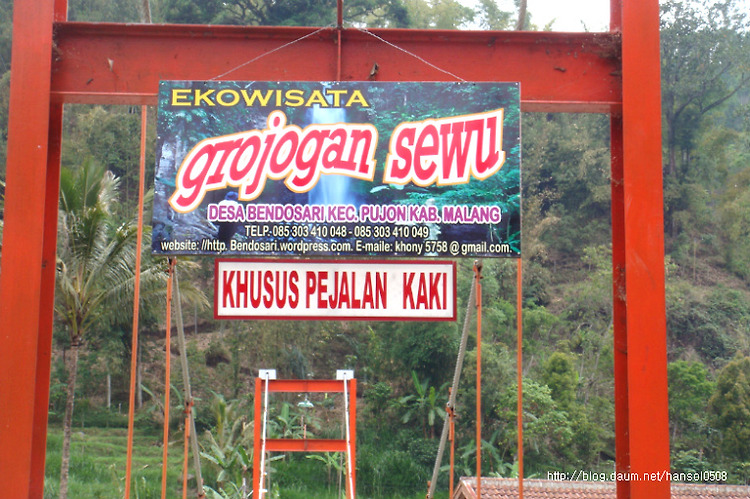 EKOWISATA
grojogan sewu
DESA BENDOSARI KEC. PUJON KAB. MALANG
TELP.- 085 303 410 048 - 085 303 410 049
website: //http. Bendosari.wordpress.com. E-maile: khony 5758 @ gmail.com.
KHUSUS PEJALAN KAKI
http://blog.daum.net/hansol0508